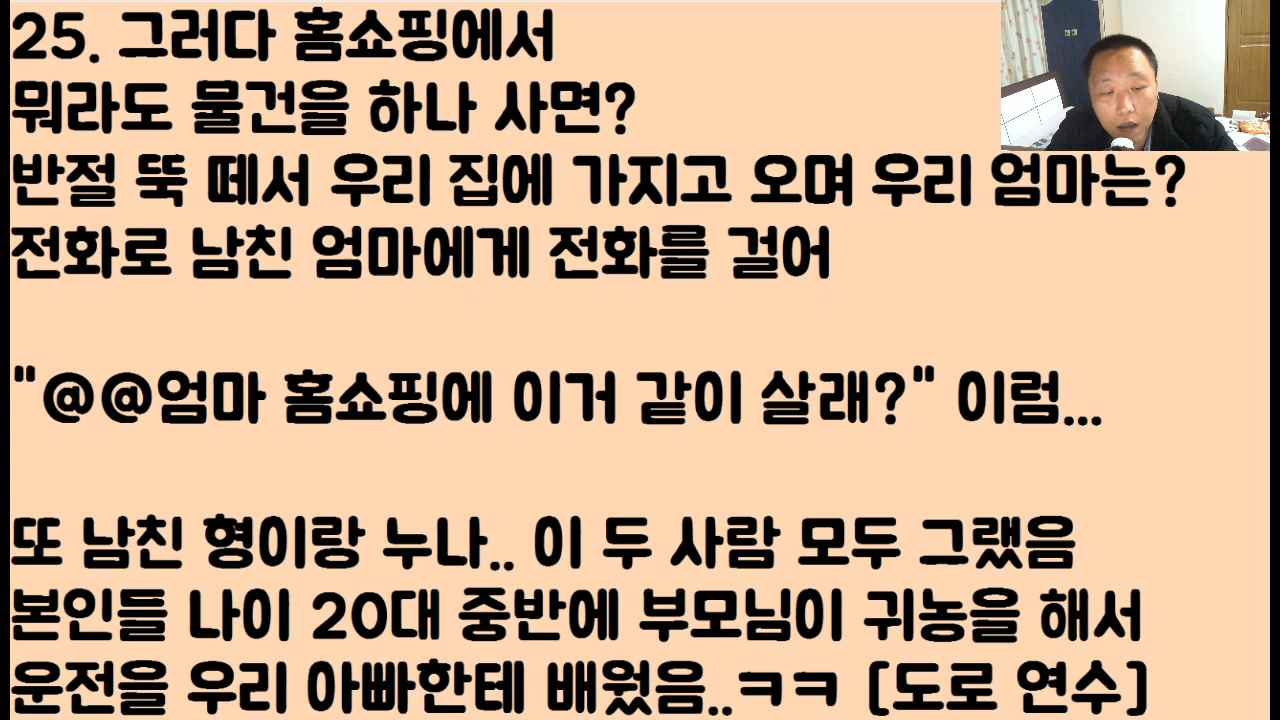 25. 그러다 홈쇼핑에서
뭐라도 물건을 하나 사면?
반절 뚝 떼서 우리 집에 가지고 오며 우리 엄마는?
전화로 남친 엄마에게 전화를 걸어
"@@엄마 홈쇼핑에 이거 같이 살래?" 이럼...
또 남친 형이랑 누나.. 이 두 사람 모두 그랬음
본인들 나이 20대 중반에 부모님이 귀농을 해서
운전을 우리 아빠한테 배웠음..ㅋㅋ [도로 연수]